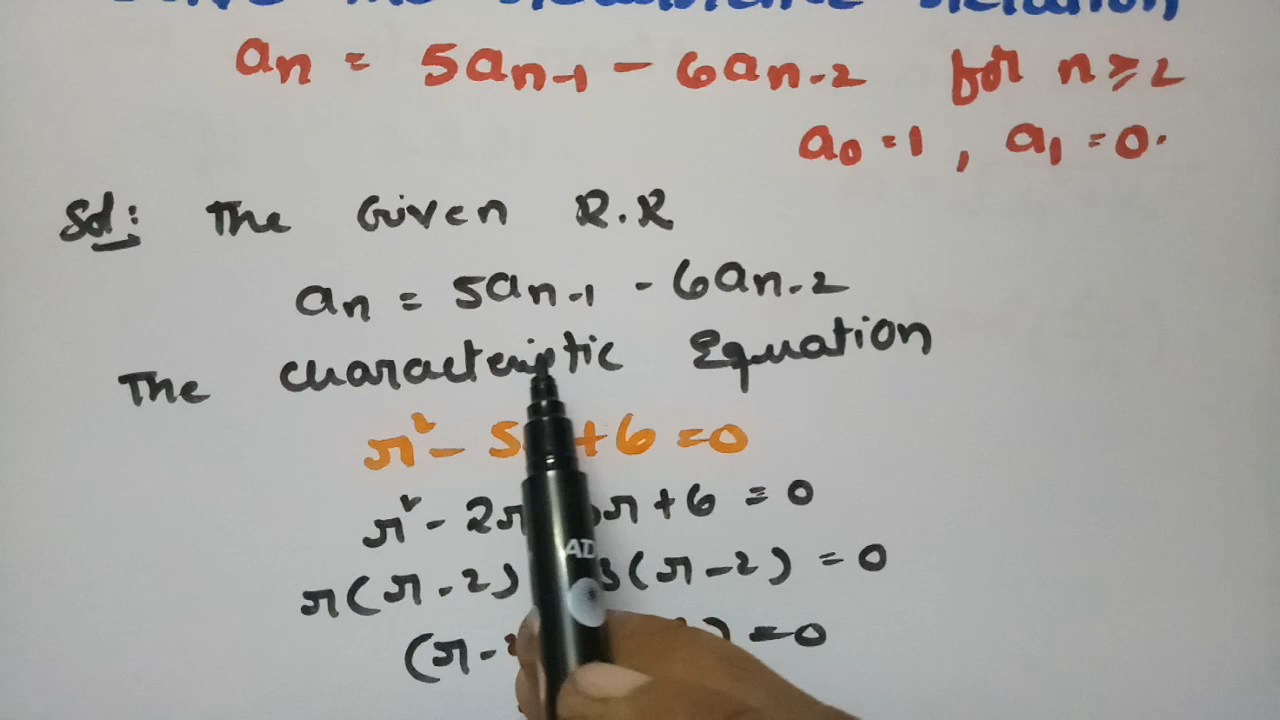 an = 5an-1 - 6an-2 for n ≥ 2
a0 = 1, a1 = 0.
Sol: The Given R.R
an = 5an-1 - 6an-2
The characteristic Equation
r² - 5 + 6 = 0
r² - 2r r + 6 = 0
r(r-2) (r-2) = 0
(r- ) = 0
AD